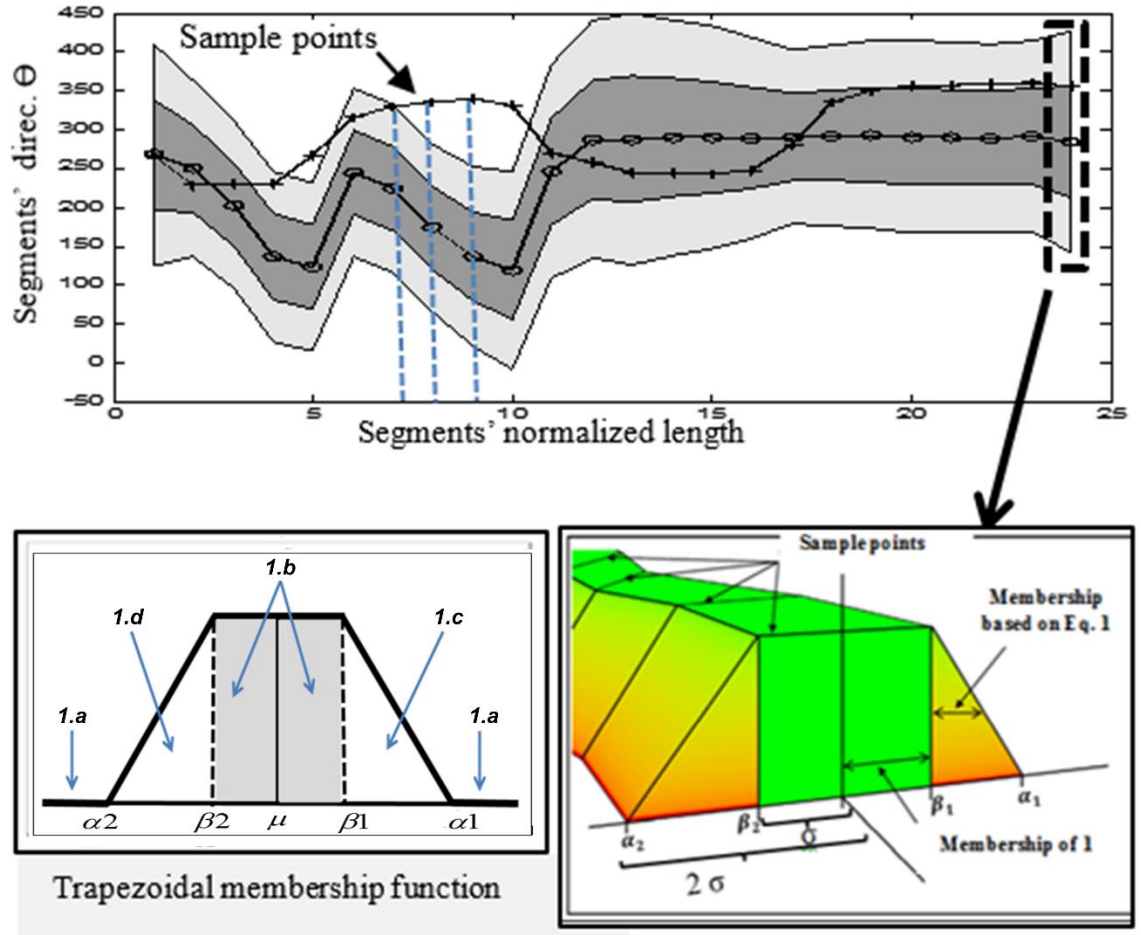 450
400
350
300
250
200
150
100
50
0
-50
Segments' direc. Θ
Sample points
0
5
10
15
20
25
Segments' normalized length
1.b
1.d
1.c
1.a
1.a
α2
β2
μ
β1
α1
Trapezoidal membership function
Sample points
Membership
based on Eq. 1
α₂
β₂
σ
β₁
α₁
2 σ
Membership of 1